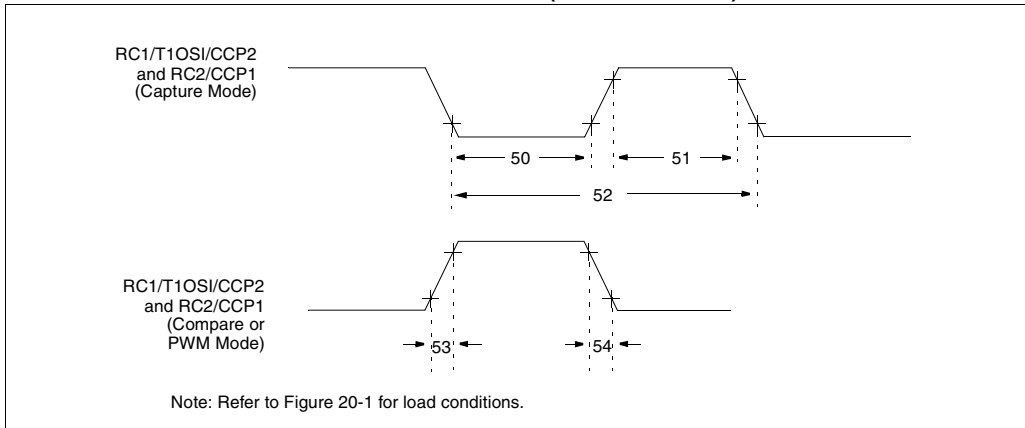 RC1/T1OSI/CCP2
and RC2/CCP1
(Capture Mode)
50
51
52
RC1/T1OSI/CCP2
and RC2/CCP1
(Compare or
PWM Mode)
53
54
Note: Refer to Figure 20-1 for load conditions.